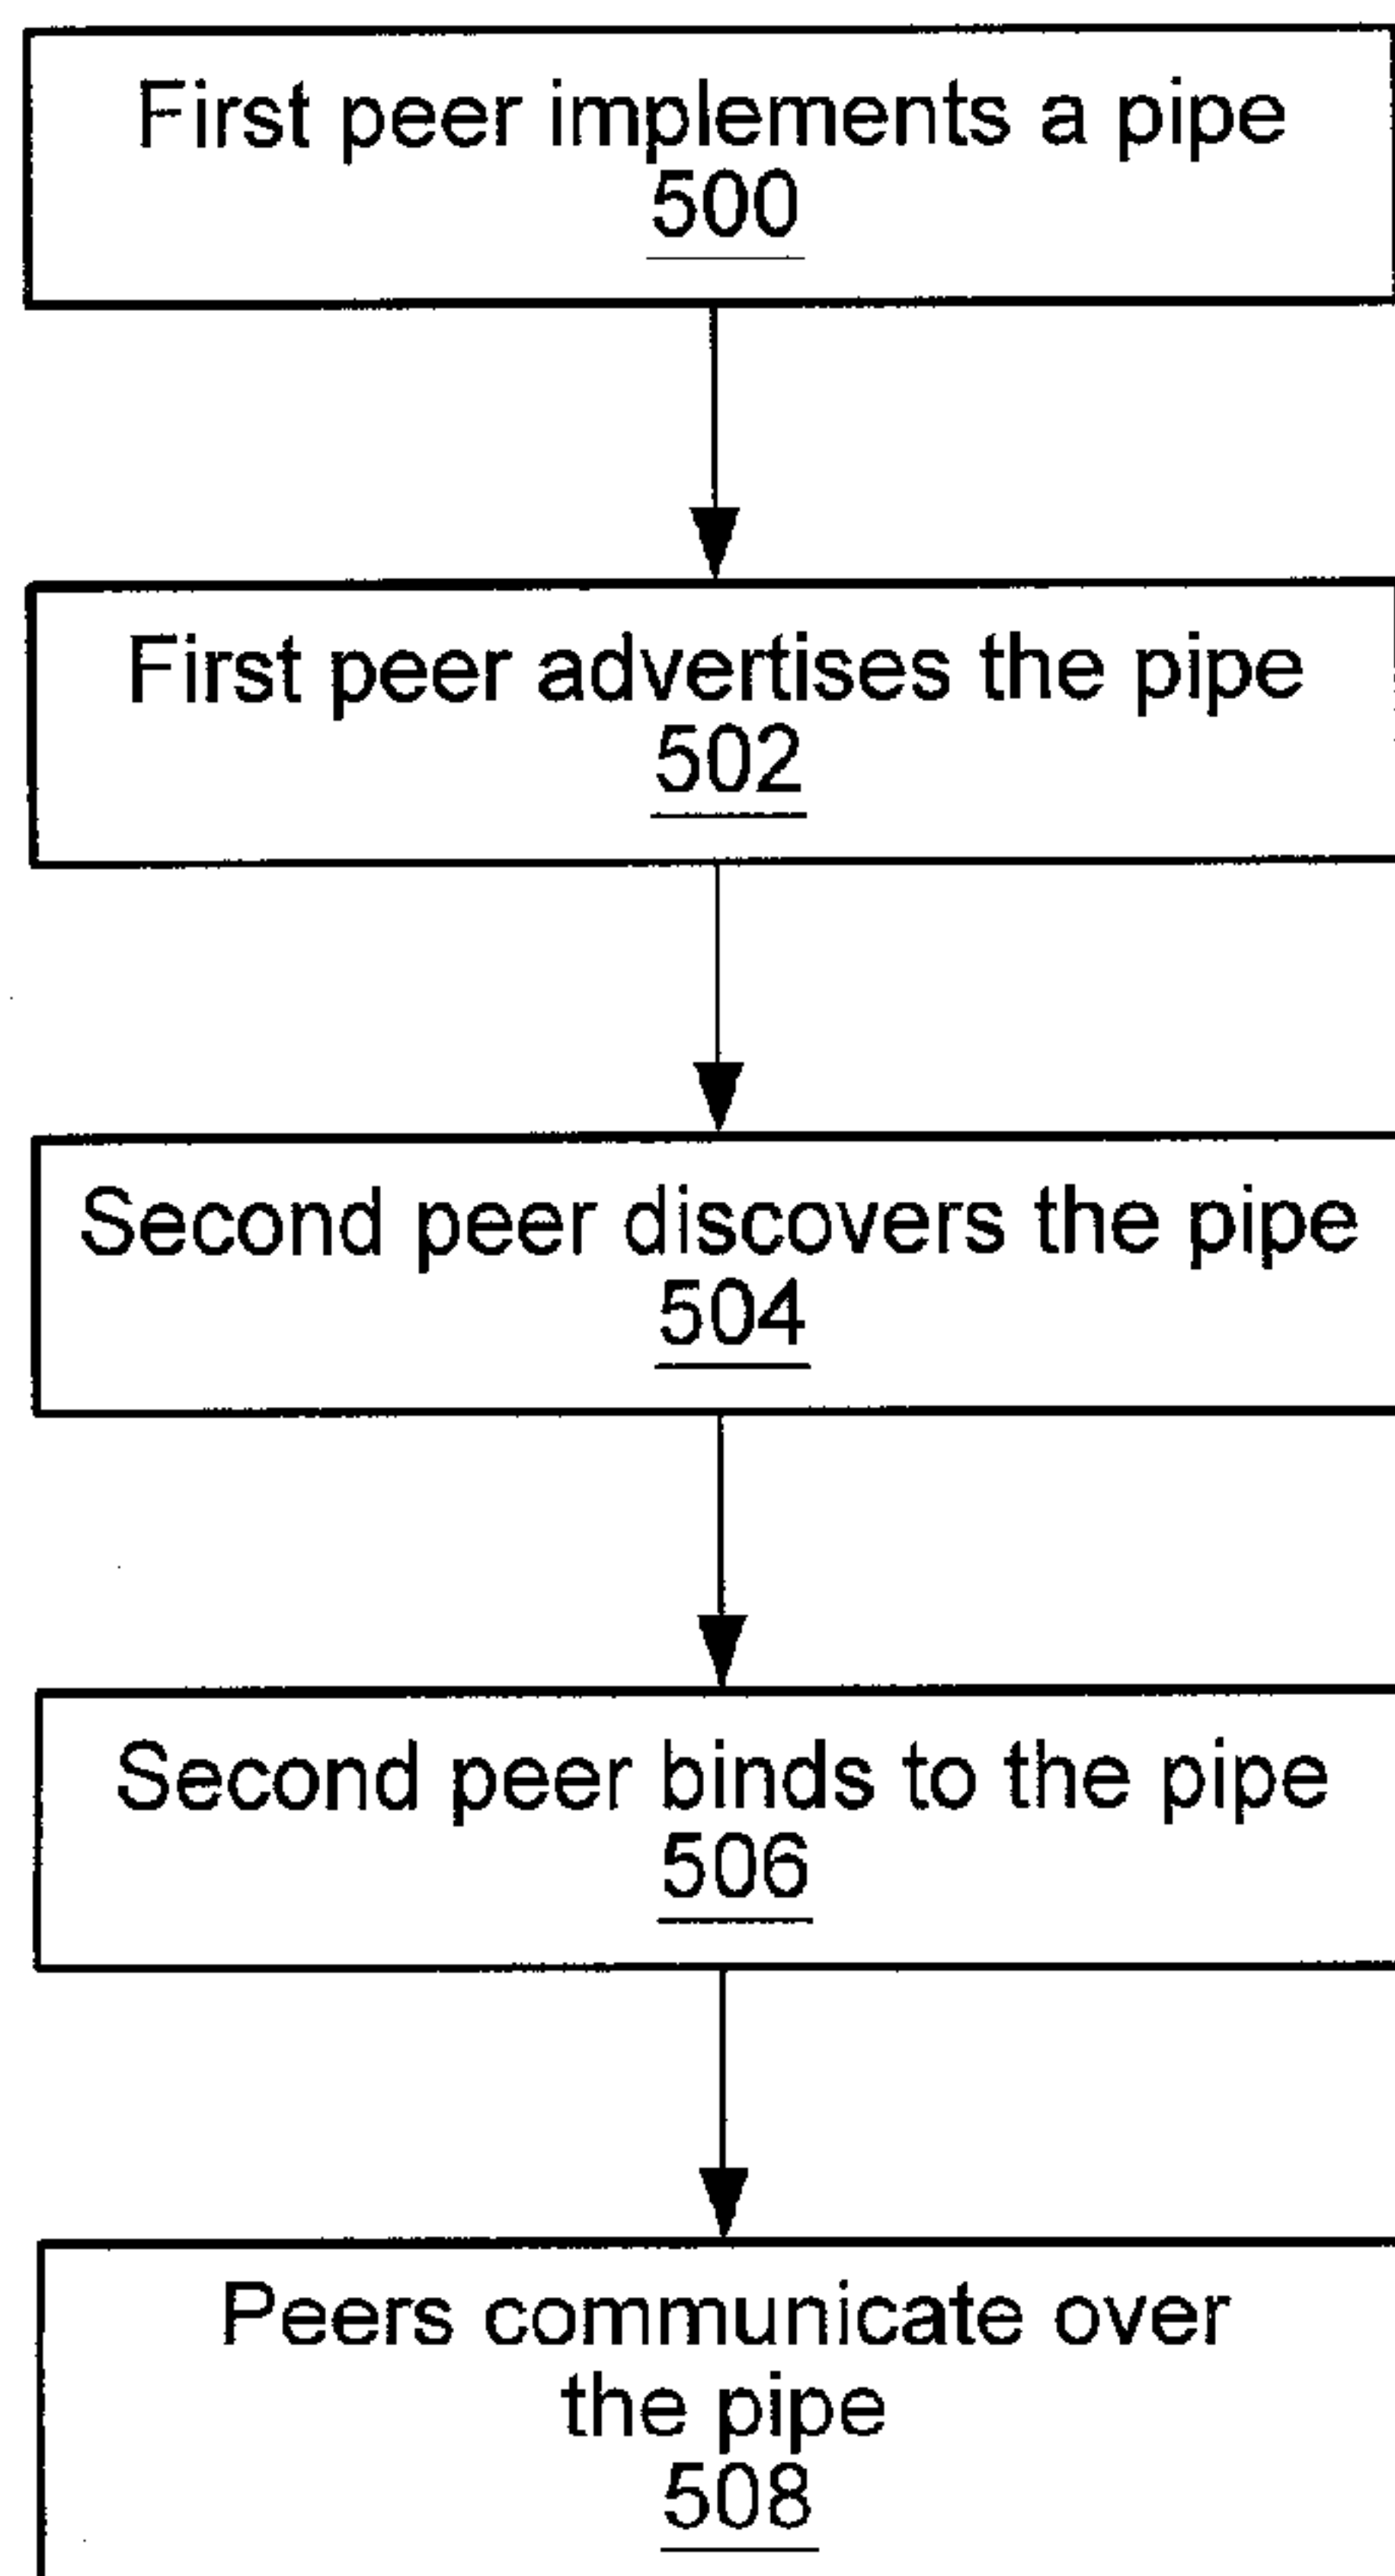 First peer implements a pipe
500
First peer advertises the pipe
502
Second peer discovers the pipe
504
Second peer binds to the pipe
506
Peers communicate over
the pipe
508